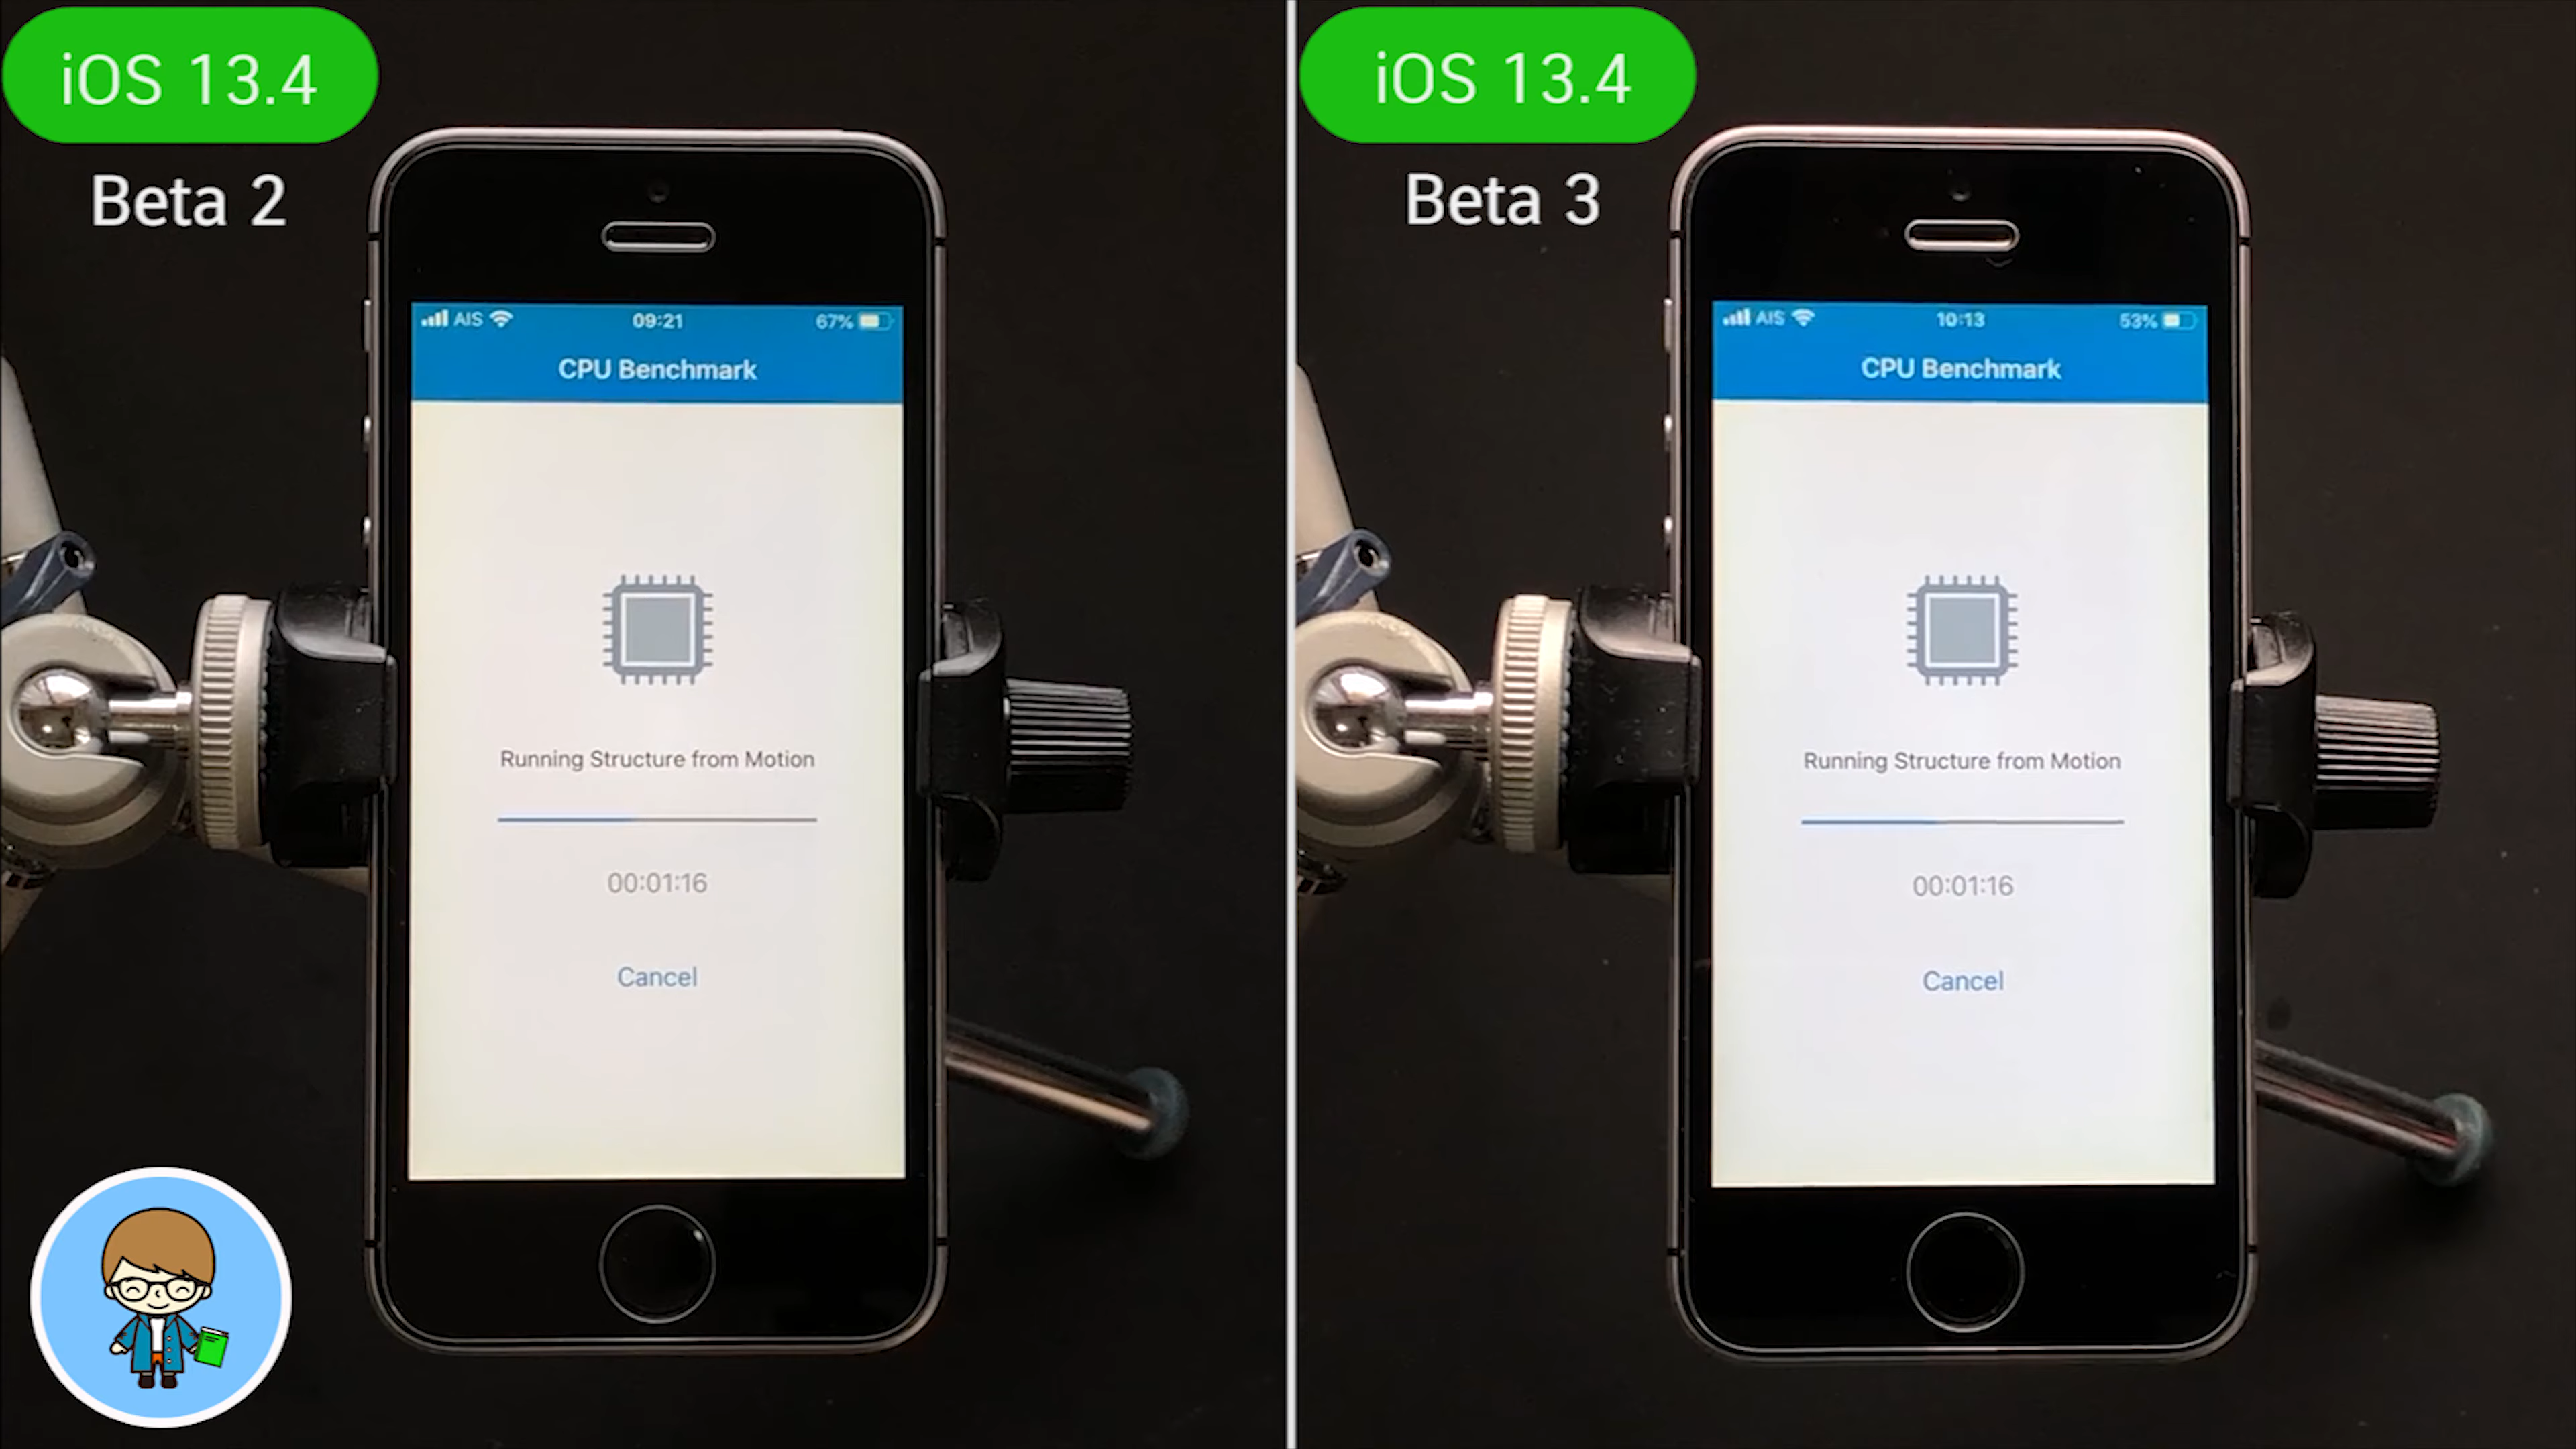 iOS 13.4
Beta 2
AIS 09:21 67%
CPU Benchmark
Running Structure from Motion
00:01:16
Cancel
iOS 13.4
Beta 3
AIS 10:13 53%
CPU Benchmark
Running Structure from Motion
00:01:16
Cancel